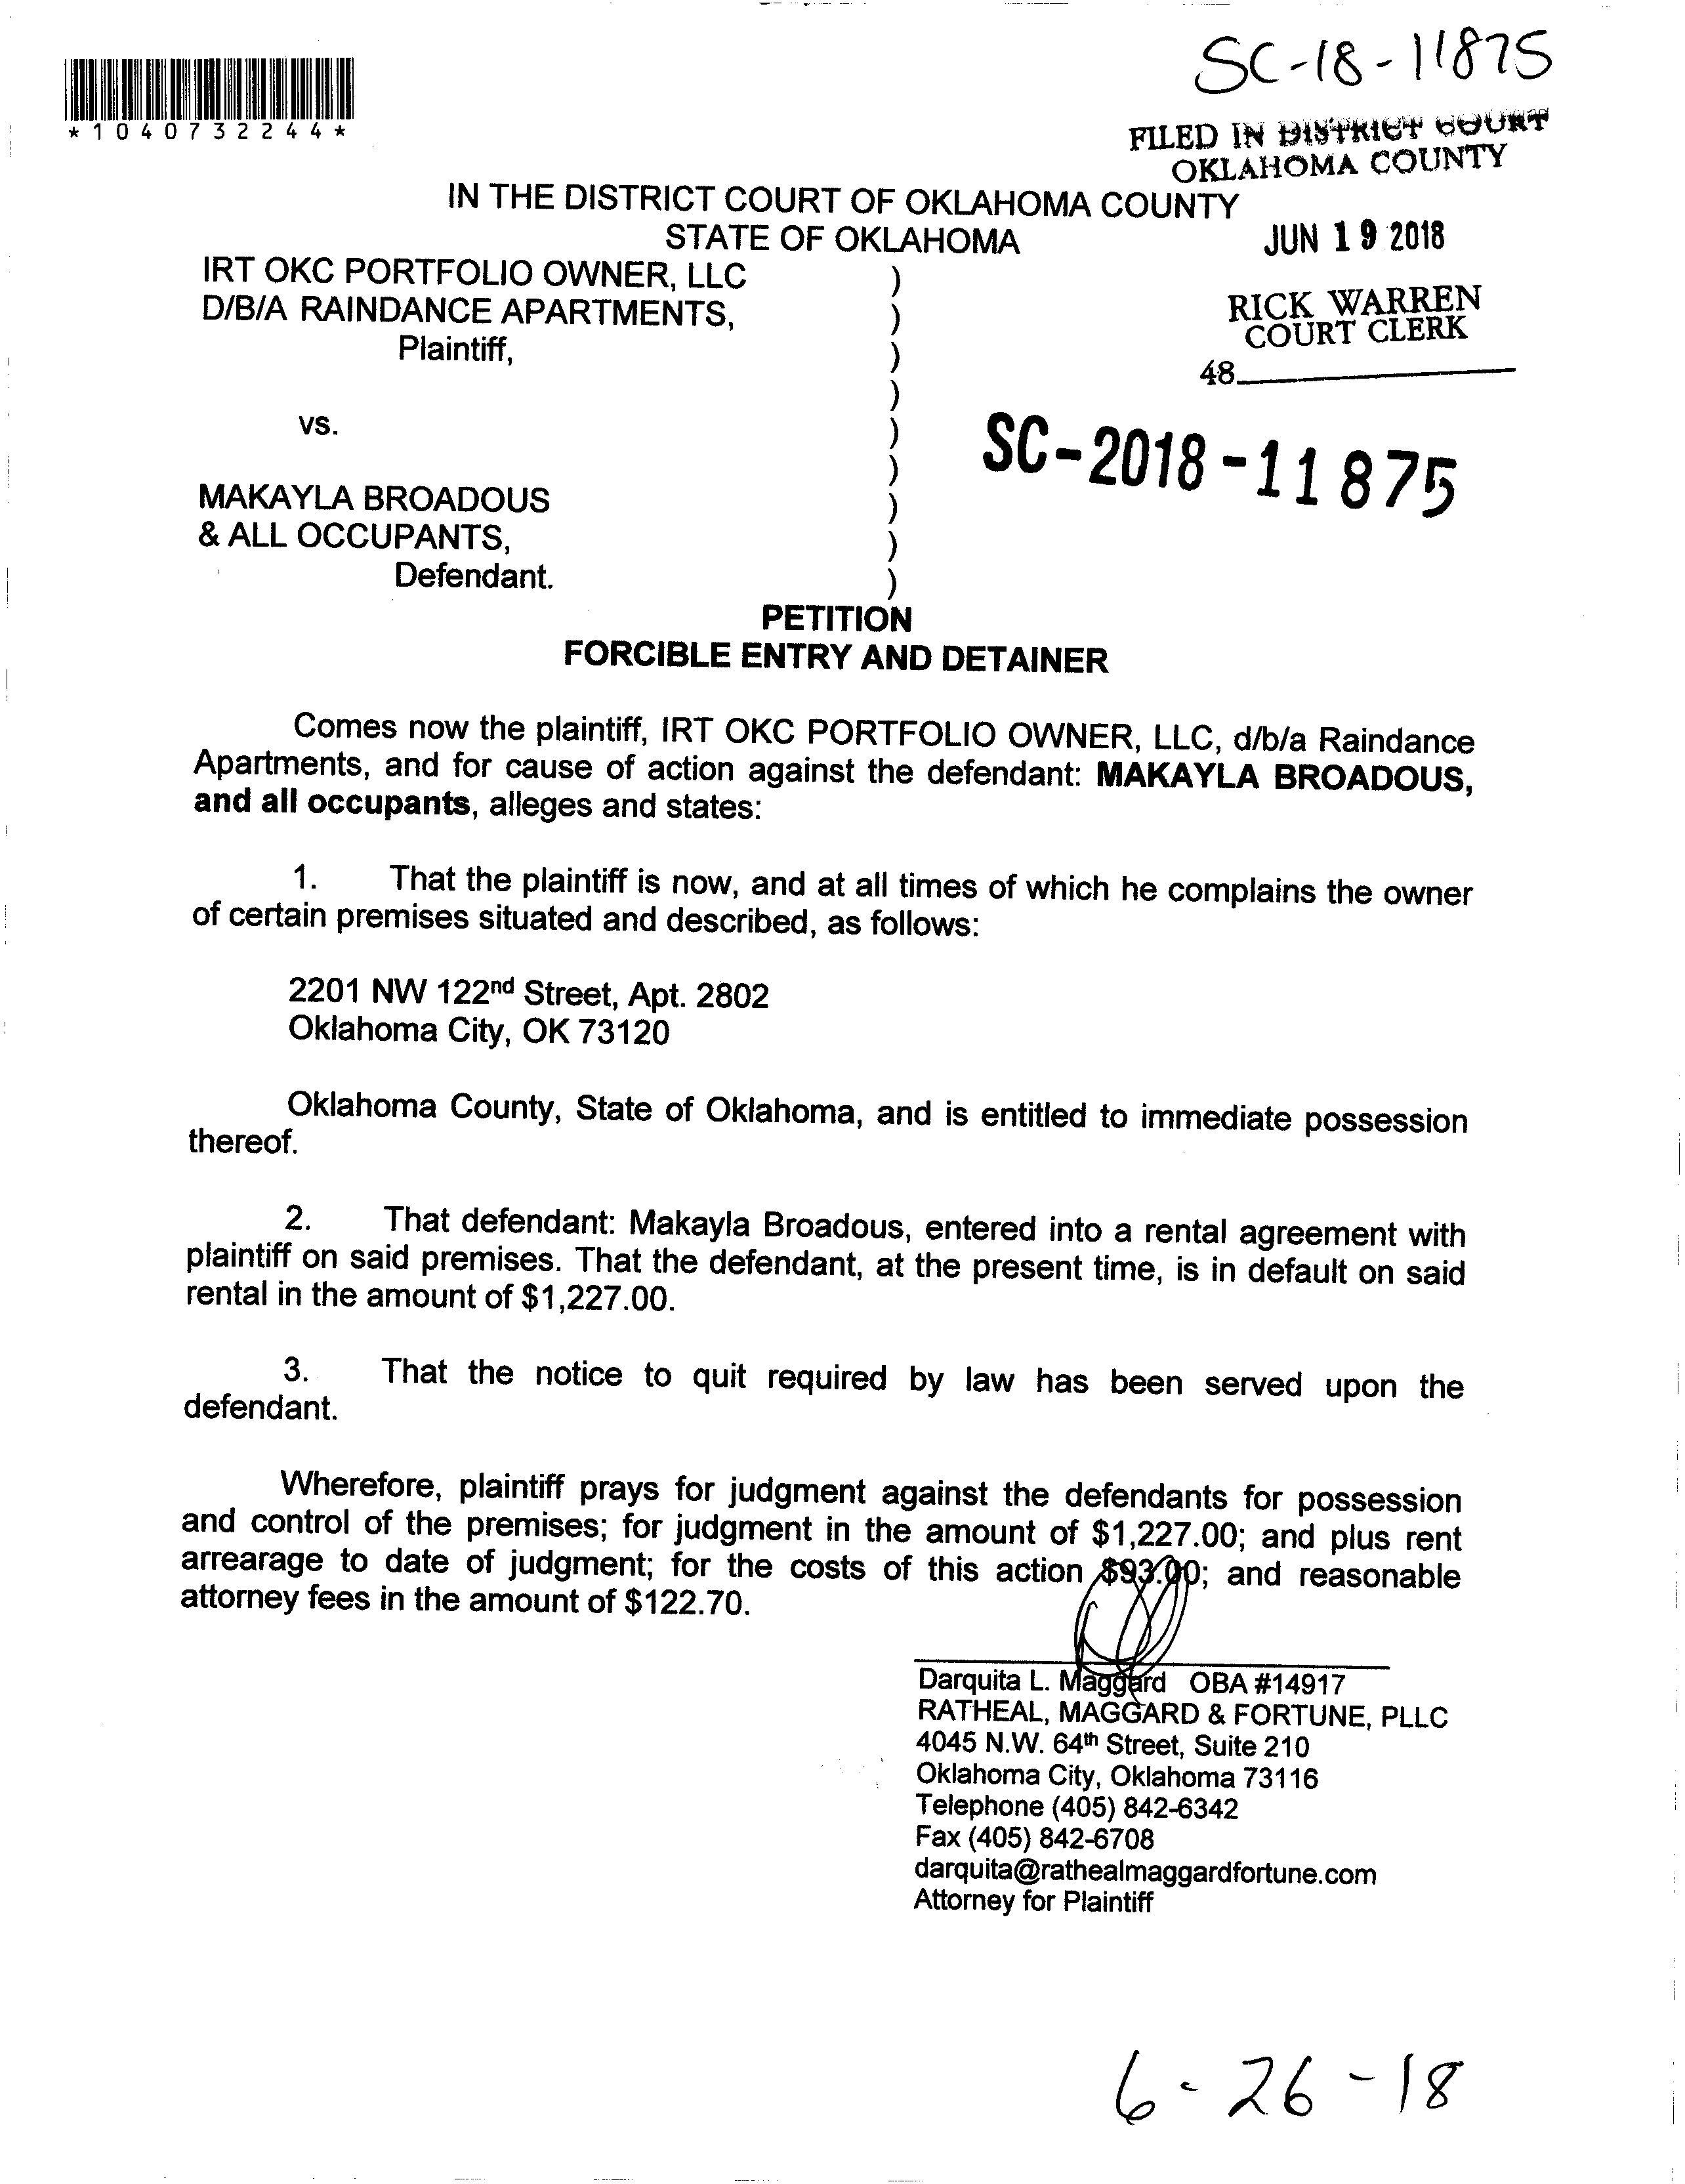 SC-18-11875
*1040732244*
FILED IN DISTRICT COURT
OKLAHOMA COUNTY
IN THE DISTRICT COURT OF OKLAHOMA COUNTY
STATE OF OKLAHOMA
JUN 19 2018
IRT OKC PORTFOLIO OWNER, LLC )
D/B/A RAINDANCE APARTMENTS, )
Plaintiff, )
RICK WARREN
COURT CLERK
48
)
vs. )
SC-2018-11875
)
MAKAYLA BROADOUS )
& ALL OCCUPANTS, )
Defendant. )
PETITION
FORCIBLE ENTRY AND DETAINER
Comes now the plaintiff, IRT OKC PORTFOLIO OWNER, LLC, d/b/a Raindance
Apartments, and for cause of action against the defendant: MAKAYLA BROADOUS,
and all occupants, alleges and states:
1. That the plaintiff is now, and at all times of which he complains the owner
of certain premises situated and described, as follows:
2201 NW 122nd Street, Apt. 2802
Oklahoma City, OK 73120
Oklahoma County, State of Oklahoma, and is entitled to immediate possession
thereof.
2. That defendant: Makayla Broadous, entered into a rental agreement with
plaintiff on said premises. That the defendant, at the present time, is in default on said
rental in the amount of $1,227.00.
3. That the notice to quit required by law has been served upon the
defendant.
Wherefore, plaintiff prays for judgment against the defendants for possession
and control of the premises; for judgment in the amount of $1,227.00; and plus rent
arrearage to date of judgment; for the costs of this action $93.00; and reasonable
attorney fees in the amount of $122.70.
Darquita L. Maggard OBA #14917
RATHEAL, MAGGARD & FORTUNE, PLLC
4045 N.W. 64th Street, Suite 210
Oklahoma City, Oklahoma 73116
Telephone (405) 842-6342
Fax (405) 842-6708
darquita@rathealmaggardfortune.com
Attorney for Plaintiff
6-26-18